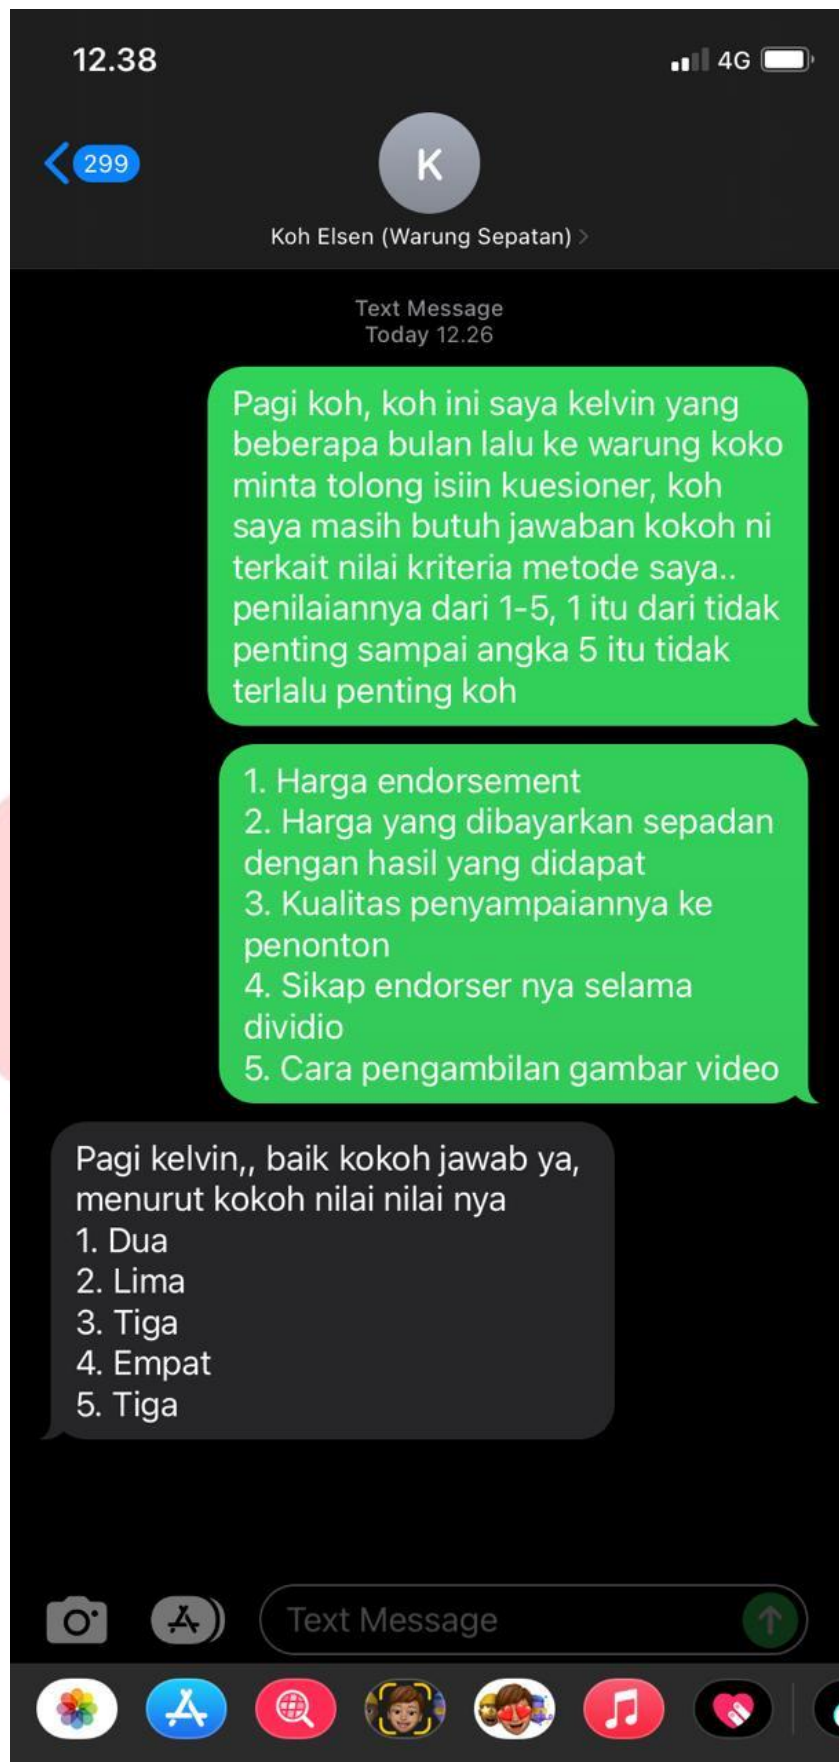 12.38
4G
299
K
Koh Elsen (Warung Sepatan)
Text Message
Today 12.26
Pagi koh, koh ini saya kelvin yang
beberapa bulan lalu ke warung koko
minta tolong isiin kuesioner, koh
saya masih butuh jawaban kokoh ni
terkait nilai kriteria metode saya..
penilaiannya dari 1-5, 1 itu dari tidak
penting sampai angka 5 itu tidak
terlalu penting koh
1. Harga endorsement
2. Harga yang dibayarkan sepadan
dengan hasil yang didapat
3. Kualitas penyampaiannya ke
penonton
4. Sikap endorser nya selama
dividio
5. Cara pengambilan gambar video
Pagi kelvin,, baik kokoh jawab ya,
menurut kokoh nilai nilai nya
1. Dua
2. Lima
3. Tiga
4. Empat
5. Tiga
Text Message